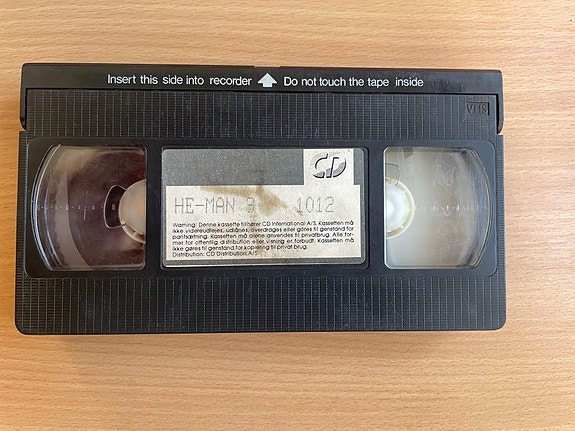 Insert this side into recorder Do not touch the tape inside
VHS
CD
HE-MAN 3 1012
Warning: Denne kassette tilhører CD International A/S. Kassetten må
ikke videreudlejes, udlånes, overdrages eller göres til genstand for
pantsætning. Kassetten må alene anvendes til privatbrug. Alle for-
mer for offentlig distribution eller visning er forbudt. Kassetten må
ikke gøres til genstand for kopiering til privat brug.
Distribution: CD Distribution A/S